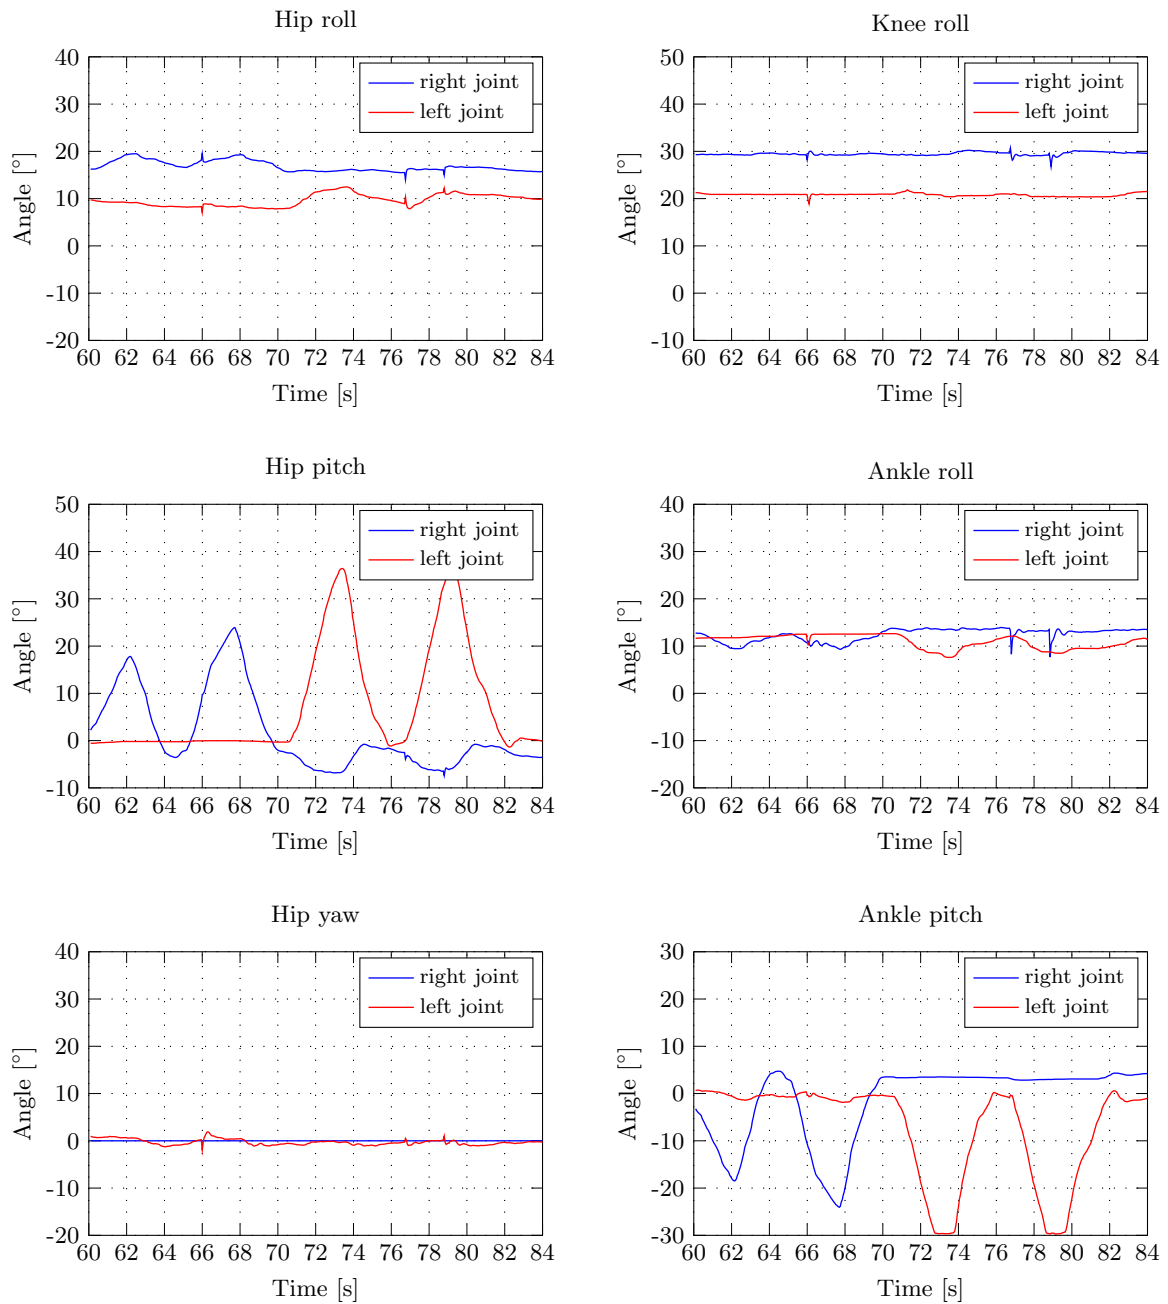 Hip roll
40
30
20
10
0
-10
-20
60 62 64 66 68 70 72 74 76 78 80 82 84
Angle [°]
Time [s]
right joint
left joint
Knee roll
50
40
30
20
10
0
-10
60 62 64 66 68 70 72 74 76 78 80 82 84
Angle [°]
Time [s]
right joint
left joint
Hip pitch
50
40
30
20
10
0
-10
60 62 64 66 68 70 72 74 76 78 80 82 84
Angle [°]
Time [s]
right joint
left joint
Ankle roll
40
30
20
10
0
-10
-20
60 62 64 66 68 70 72 74 76 78 80 82 84
Angle [°]
Time [s]
right joint
left joint
Hip yaw
40
30
20
10
0
-10
-20
60 62 64 66 68 70 72 74 76 78 80 82 84
Angle [°]
Time [s]
right joint
left joint
Ankle pitch
30
20
10
0
-10
-20
-30
60 62 64 66 68 70 72 74 76 78 80 82 84
Angle [°]
Time [s]
right joint
left joint